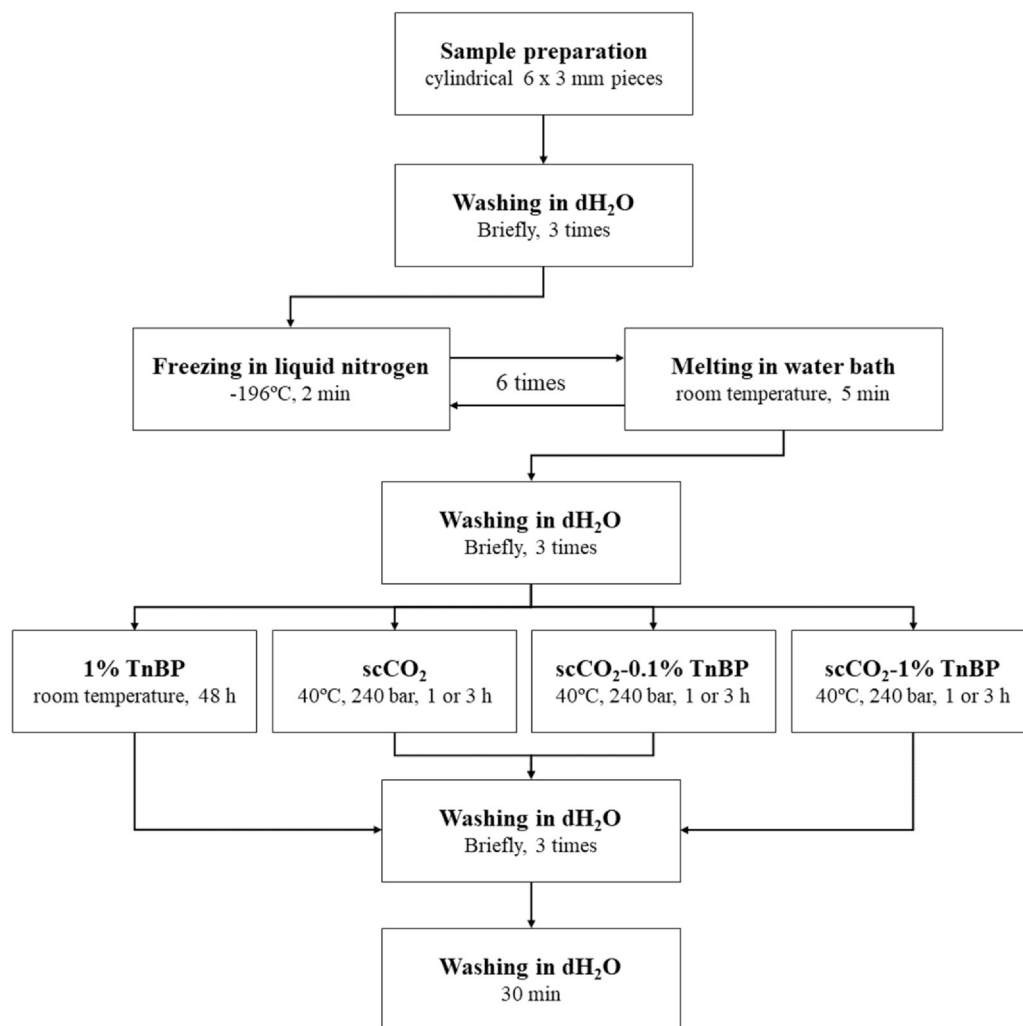 Sample preparation
cylindrical 6 x 3 mm pieces
Washing in dH₂O
Briefly, 3 times
Freezing in liquid nitrogen
-196ºC, 2 min
6 times
Melting in water bath
room temperature, 5 min
Washing in dH₂O
Briefly, 3 times
1% TnBP
room temperature, 48 h
scCO₂
40ºC, 240 bar, 1 or 3 h
scCO₂-0.1% TnBP
40ºC, 240 bar, 1 or 3 h
scCO₂-1% TnBP
40ºC, 240 bar, 1 or 3 h
Washing in dH₂O
Briefly, 3 times
Washing in dH₂O
30 min